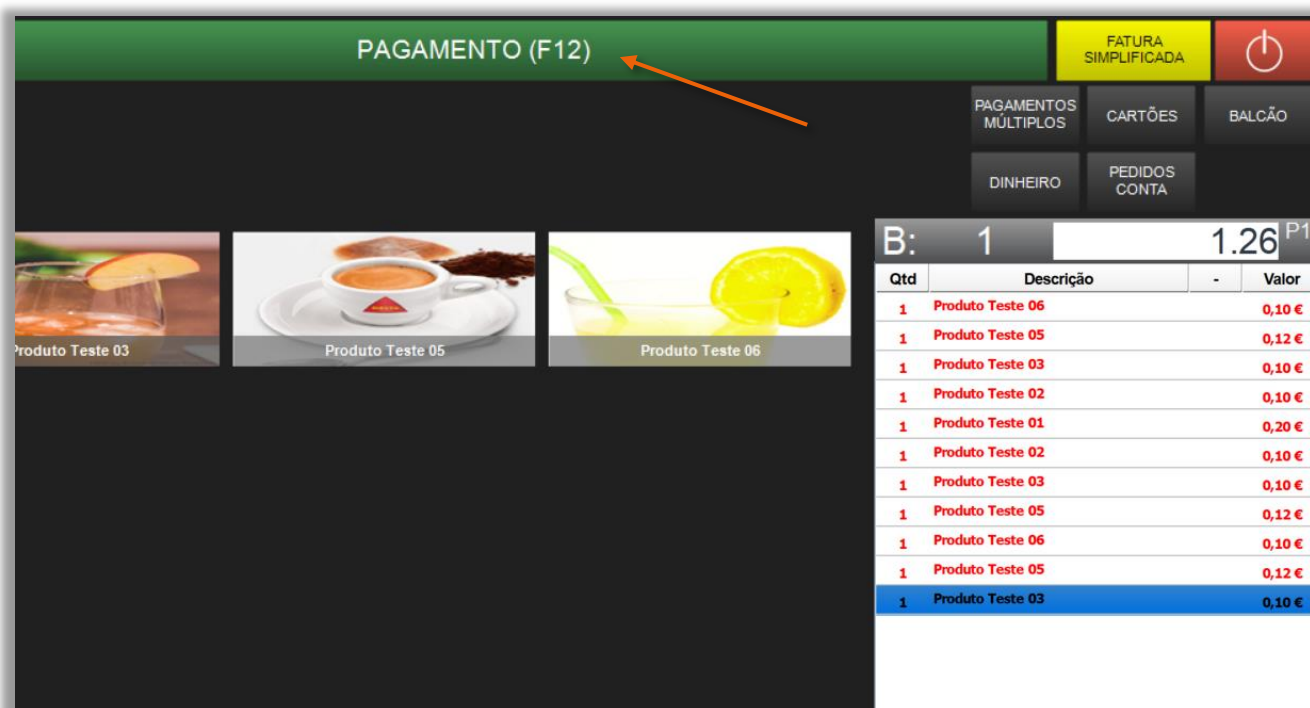 PAGAMENTO (F12)
FATURA
SIMPLIFICADA
PAGAMENTOS
MÚLTIPLOS
CARTÕES
BALCÃO
DINHEIRO
PEDIDOS
CONTA
Produto Teste 03
Produto Teste 05
Produto Teste 06
B: 1 1.26 P1
Qtd Descrição - Valor
1 Produto Teste 06 0,10 €
1 Produto Teste 05 0,12 €
1 Produto Teste 03 0,10 €
1 Produto Teste 02 0,10 €
1 Produto Teste 01 0,20 €
1 Produto Teste 02 0,10 €
1 Produto Teste 03 0,10 €
1 Produto Teste 05 0,12 €
1 Produto Teste 06 0,10 €
1 Produto Teste 05 0,12 €
1 Produto Teste 03 0,10 €